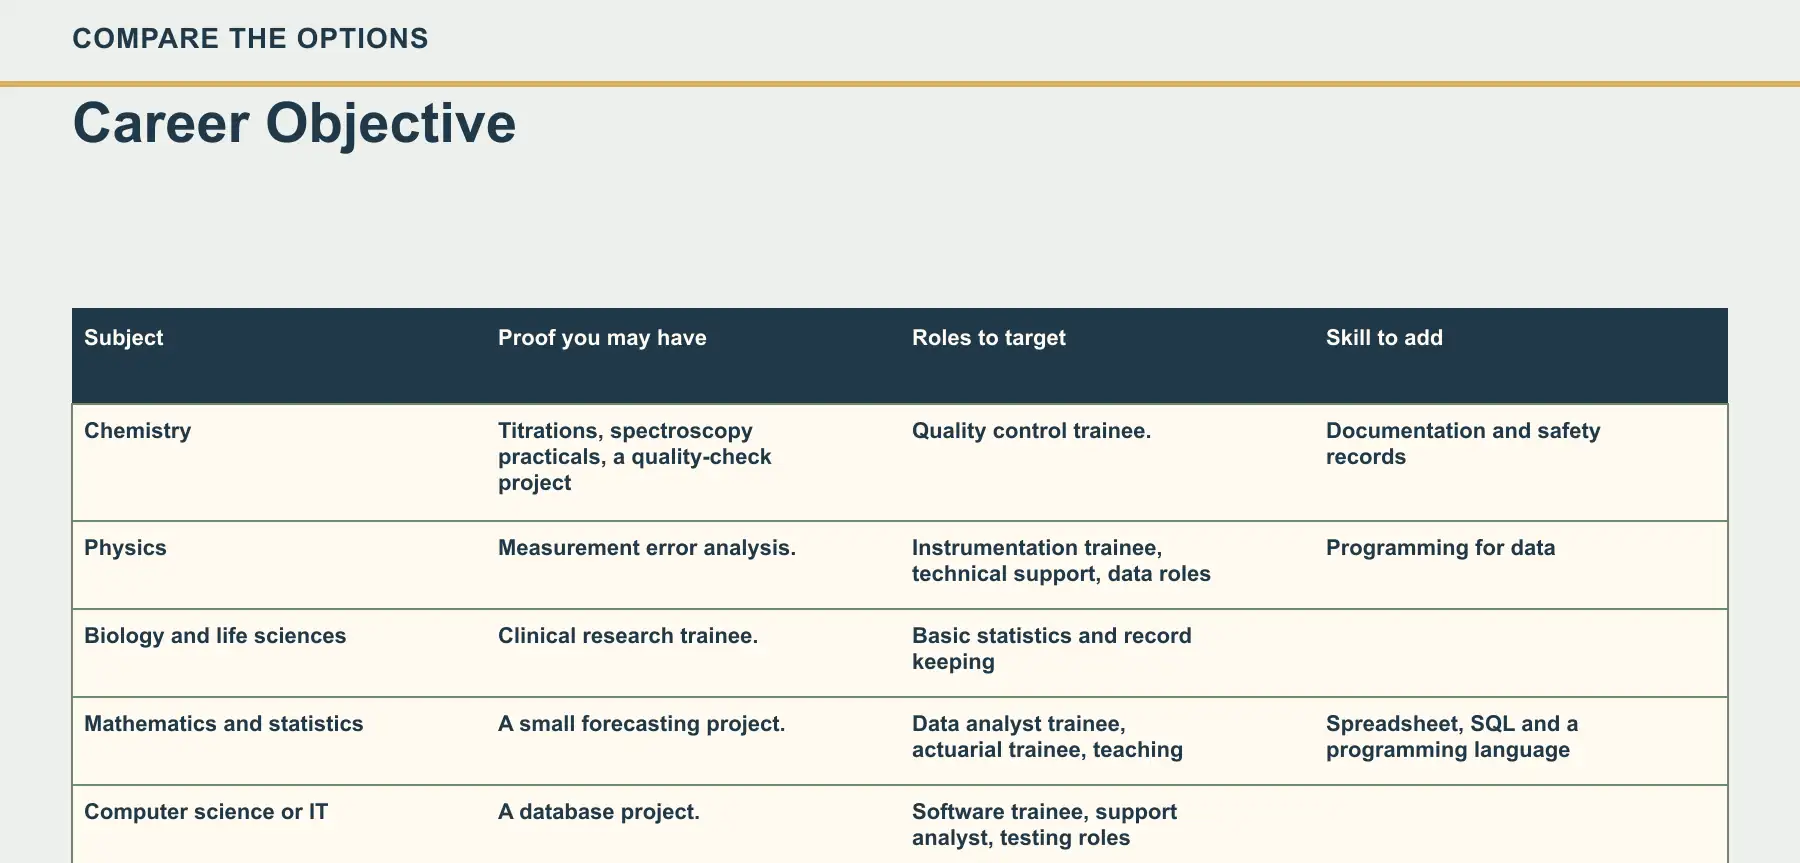 COMPARE THE OPTIONS
Career Objective
Subject Proof you may have Roles to target Skill to add
Chemistry Titrations, spectroscopy Quality control trainee. Documentation and safety
practicals, a quality-check records
project
Physics Measurement error analysis. Instrumentation trainee, Programming for data
technical support, data roles
Biology and life sciences Clinical research trainee. Basic statistics and record
keeping
Mathematics and statistics A small forecasting project. Data analyst trainee, Spreadsheet, SQL and a
actuarial trainee, teaching programming language
Computer science or IT A database project. Software trainee, support
analyst, testing roles